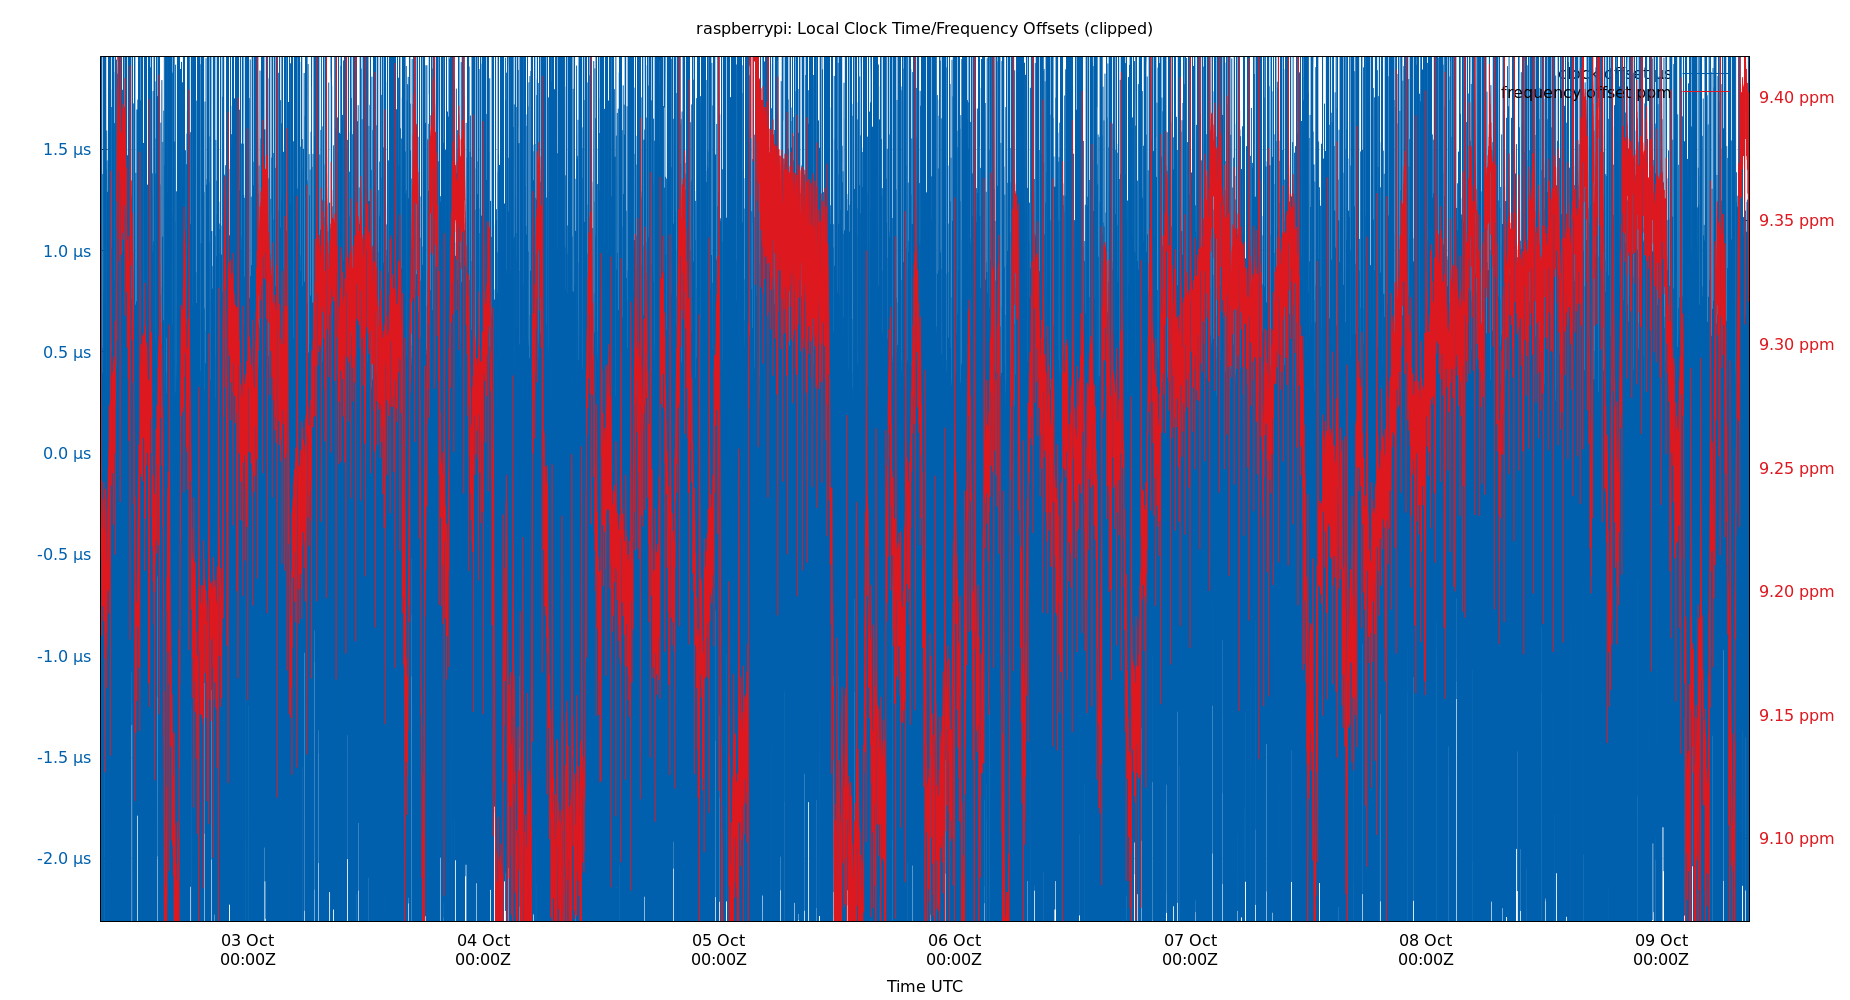 raspberrypi: Local Clock Time/Frequency Offsets (clipped)
clock offset µs
frequency offset ppm
1.5 µs
1.0 µs
0.5 µs
0.0 µs
-0.5 µs
-1.0 µs
-1.5 µs
-2.0 µs
9.40 ppm
9.35 ppm
9.30 ppm
9.25 ppm
9.20 ppm
9.15 ppm
9.10 ppm
03 Oct
00:00Z
04 Oct
00:00Z
05 Oct
00:00Z
06 Oct
00:00Z
07 Oct
00:00Z
08 Oct
00:00Z
09 Oct
00:00Z
Time UTC